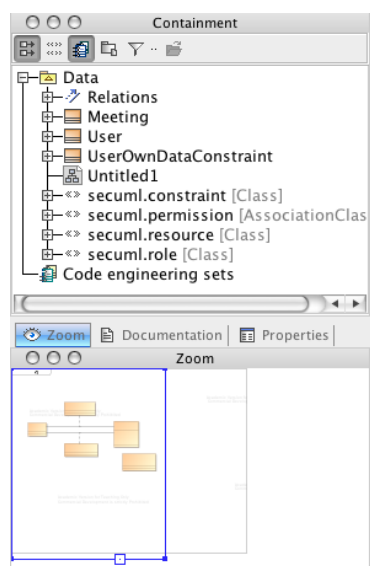 Containment
Data
Relations
Meeting
User
UserOwnDataConstraint
Untitled1
secuml.constraint [Class]
secuml.permission [AssociationClas
secuml.resource [Class]
secuml.role [Class]
Code engineering sets
Zoom Documentation Properties
Zoom